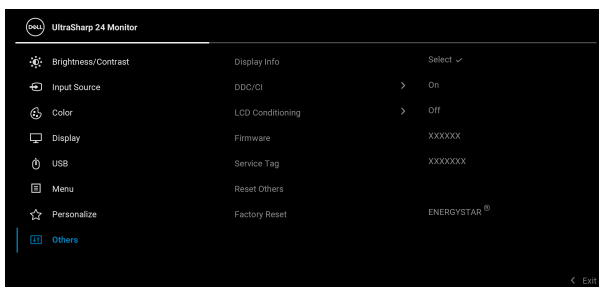 DELL UltraSharp 24 Monitor
Brightness/Contrast Display Info Select ✓
Input Source DDC/CI > On
Color LCD Conditioning > Off
Display Firmware XXXXXX
USB Service Tag XXXXXXX
Menu Reset Others
Personalize Factory Reset ENERGYSTAR®
Others
< Exit